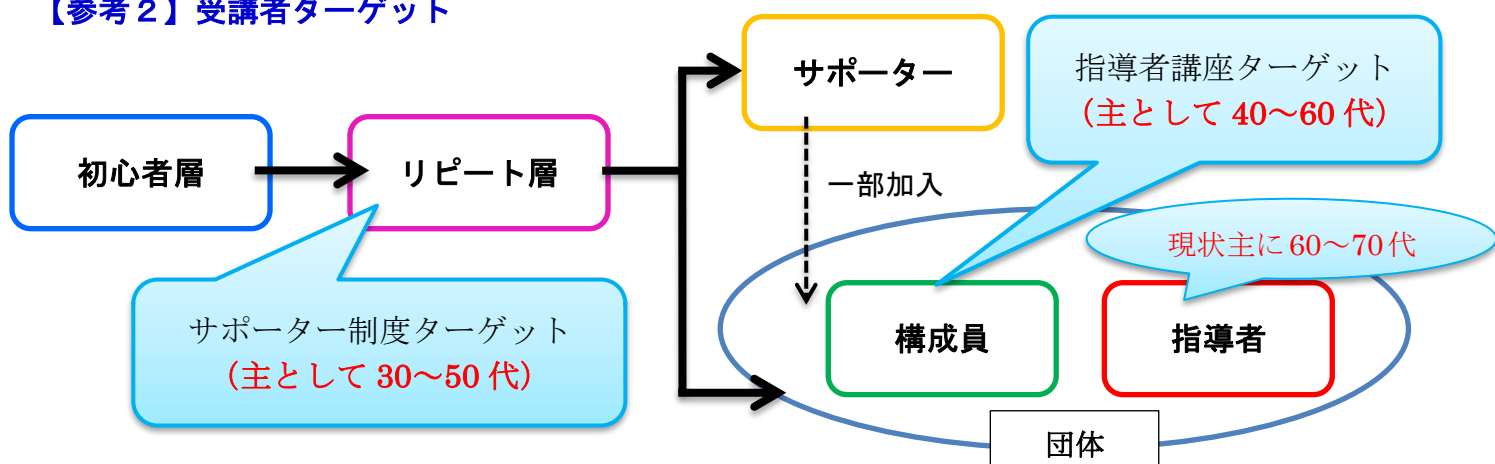 【参考２】受講者ターゲット
サポーター
指導者講座ターゲット
（主として 40～60 代）
初心者層
リピート層
一部加入
現状主に 60～70 代
サポーター制度ターゲット
（主として 30～50 代）
構成員
指導者
団体